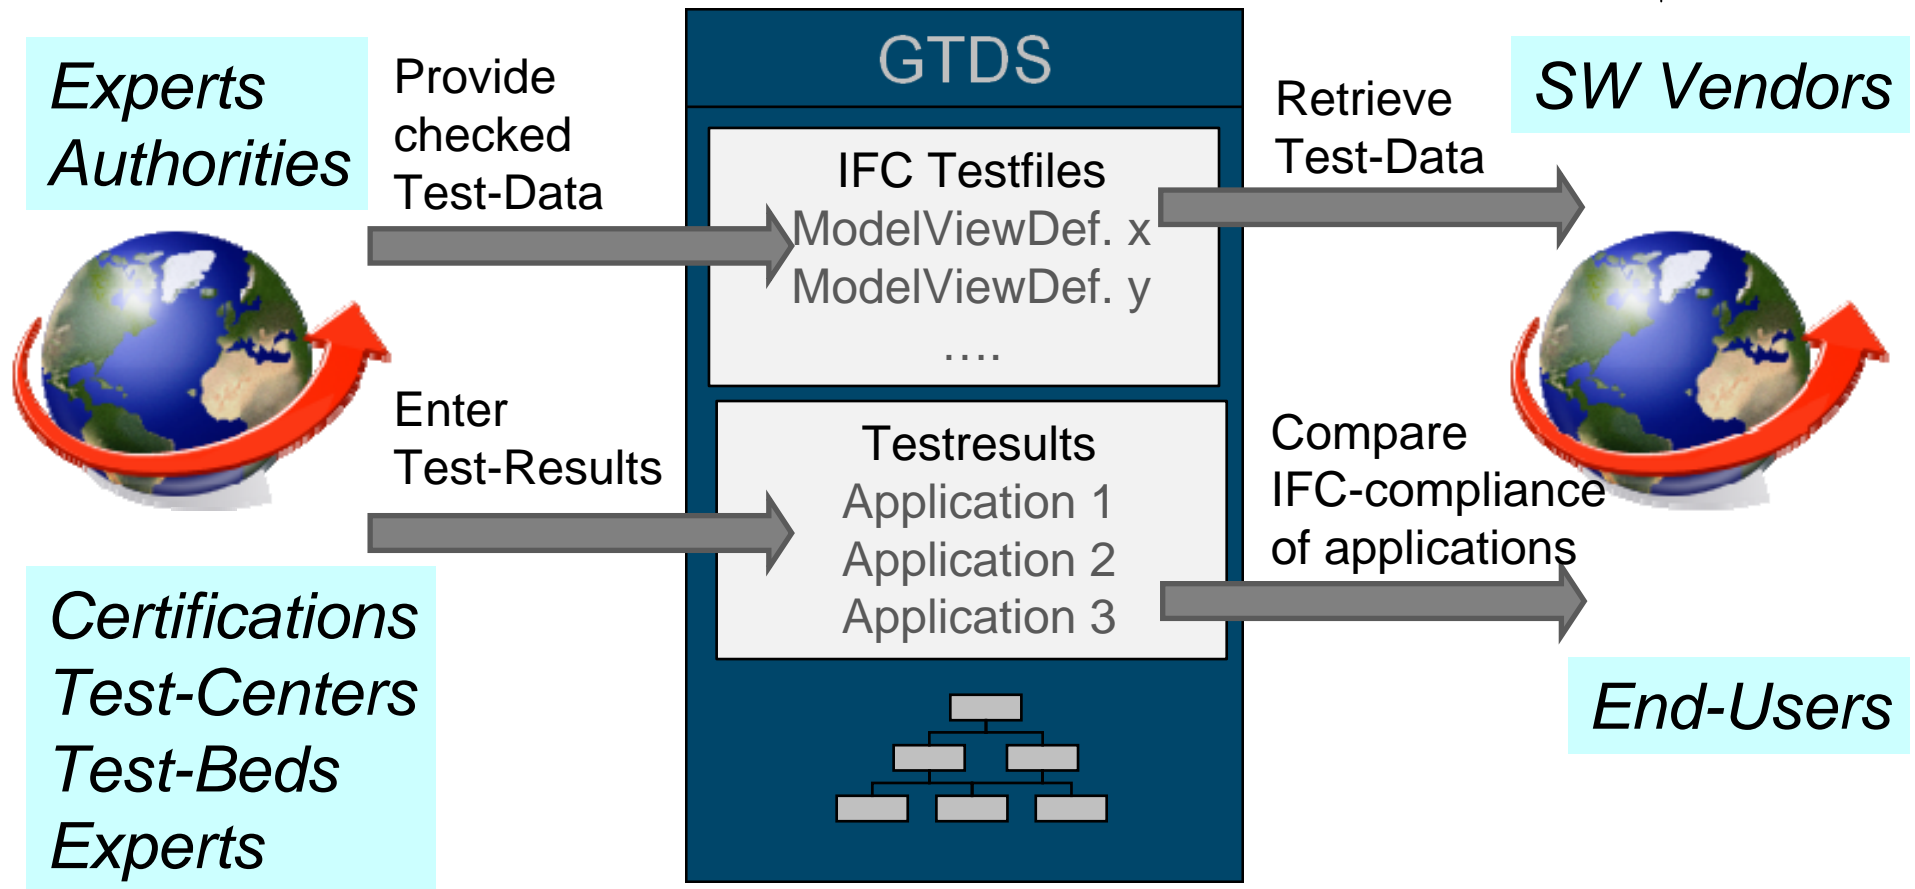 Experts
Authorities
Provide
checked
Test-Data
Enter
Test-Results
Certifications
Test-Centers
Test-Beds
Experts
GTDS
IFC Testfiles
ModelViewDef. x
ModelViewDef. y
....
Testresults
Application 1
Application 2
Application 3
Retrieve
Test-Data
SW Vendors
Compare
IFC-compliance
of applications
End-Users